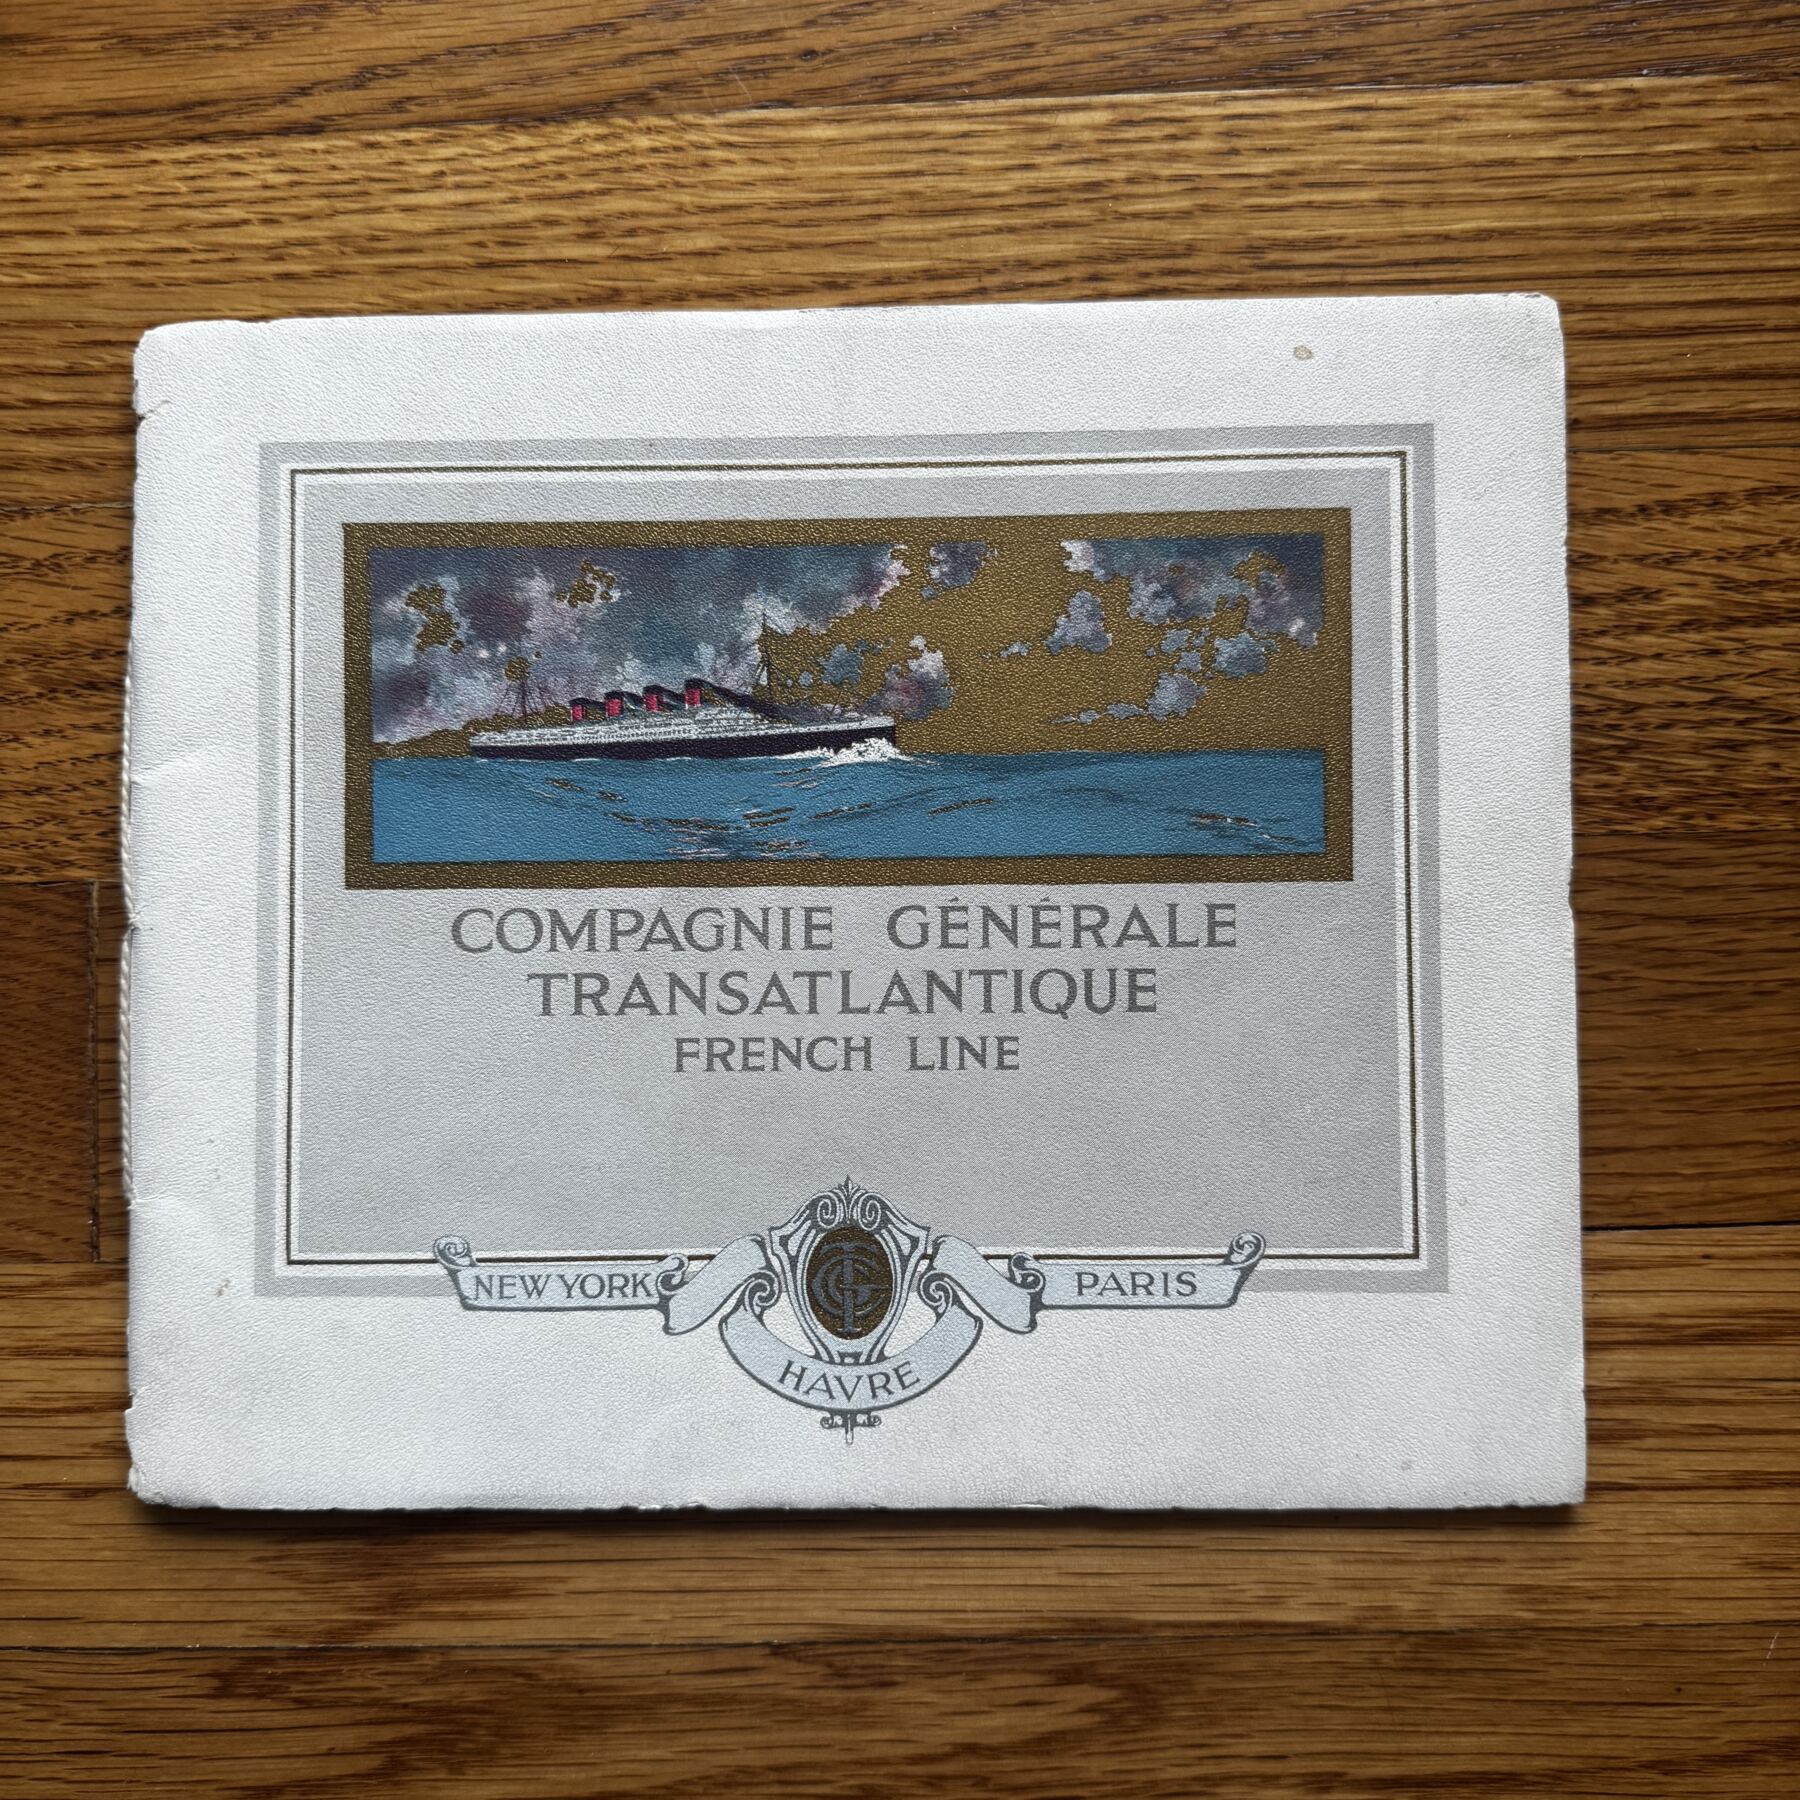 COMPAGNIE GÉNÉRALE
TRANSATLANTIQUE
FRENCH LINE
NEW YORK
PARIS
HAVRE